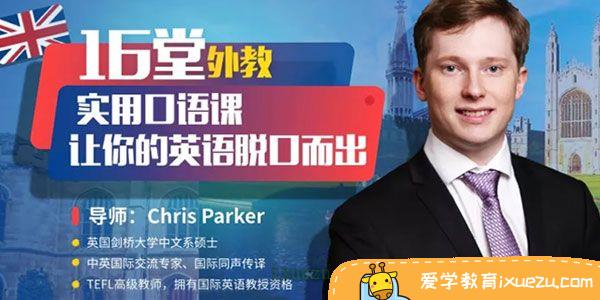 16堂外教
实用口语课
让你的英语脱口而出
导师：Chris Parker
英国剑桥大学中文系硕士
中英国际交流专家、国际同声传译
TEFL高级教师，拥有国际英语教授资格
爱学教育ixuezu.com